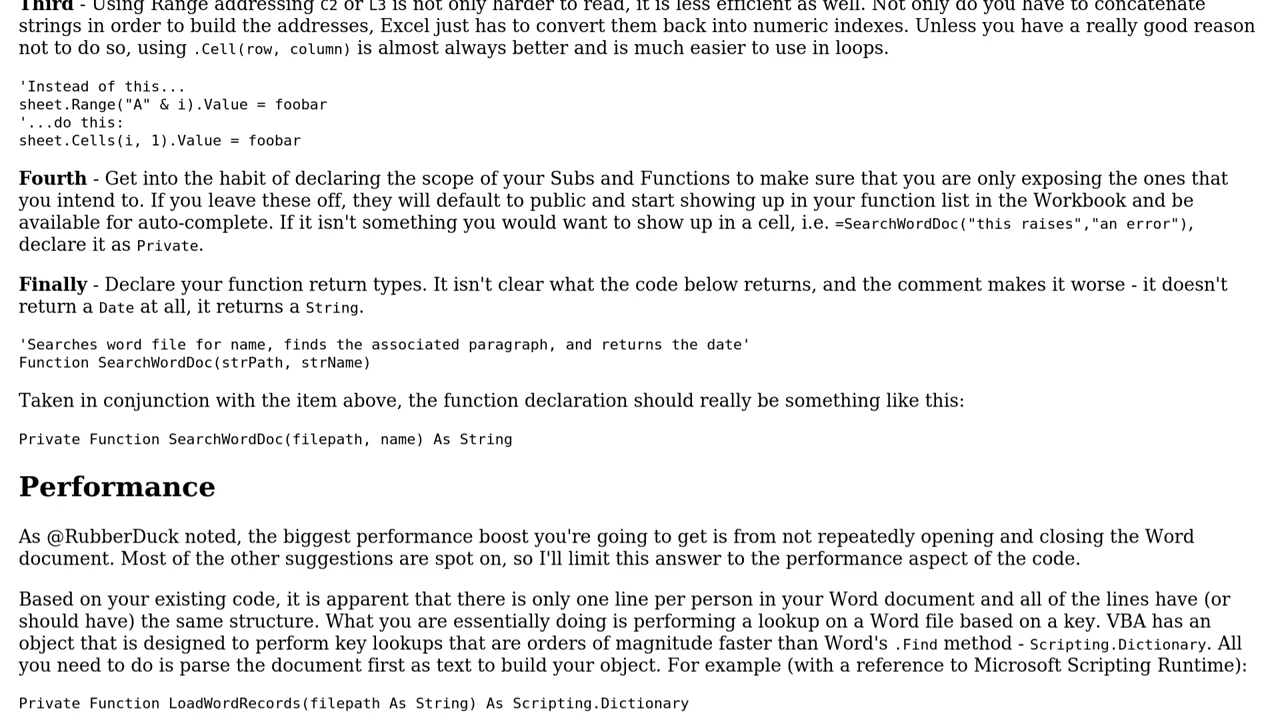 Third - Using Range addressing C2 or L3 is not only harder to read, it is less efficient as well. Not only do you have to concatenate
strings in order to build the addresses, Excel just has to convert them back into numeric indexes. Unless you have a really good reason
not to do so, using .Cell(row, column) is almost always better and is much easier to use in loops.
'Instead of this...
sheet.Range("A" & i).Value = foobar
'...do this:
sheet.Cells(i, 1).Value = foobar
Fourth - Get into the habit of declaring the scope of your Subs and Functions to make sure that you are only exposing the ones that
you intend to. If you leave these off, they will default to public and start showing up in your function list in the Workbook and be
available for auto-complete. If it isn't something you would want to show up in a cell, i.e. =SearchWordDoc("this raises","an error"),
declare it as Private.
Finally - Declare your function return types. It isn't clear what the code below returns, and the comment makes it worse - it doesn't
return a Date at all, it returns a String.
'Searches word file for name, finds the associated paragraph, and returns the date'
Function SearchWordDoc(strPath, strName)
Taken in conjunction with the item above, the function declaration should really be something like this:
Private Function SearchWordDoc(filepath, name) As String
Performance
As @RubberDuck noted, the biggest performance boost you're going to get is from not repeatedly opening and closing the Word
document. Most of the other suggestions are spot on, so I'll limit this answer to the performance aspect of the code.
Based on your existing code, it is apparent that there is only one line per person in your Word document and all of the lines have (or
should have) the same structure. What you are essentially doing is performing a lookup on a Word file based on a key. VBA has an
object that is designed to perform key lookups that are orders of magnitude faster than Word's .Find method - Scripting.Dictionary. All
you need to do is parse the document first as text to build your object. For example (with a reference to Microsoft Scripting Runtime):
Private Function LoadWordRecords(filepath As String) As Scripting.Dictionary